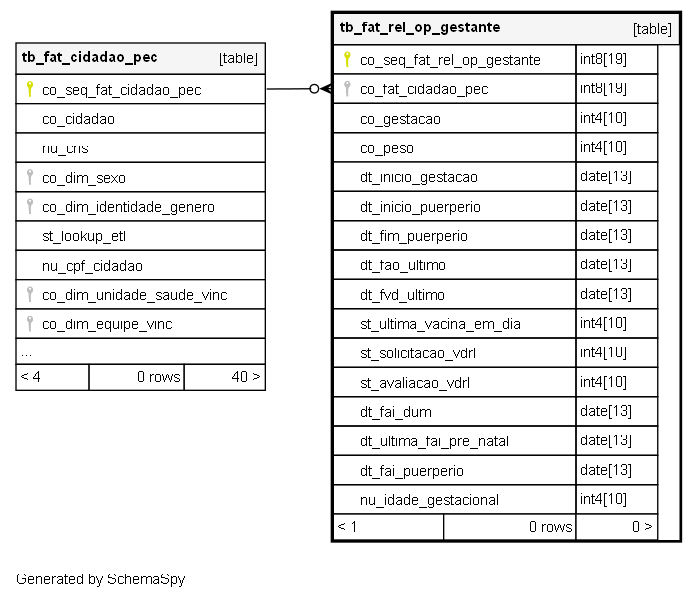 tb_fat_cidadao_pec [table]
co_seq_fat_cidadao_pec
co_cidadao
nu_cns
co_dim_sexo
co_dim_identidade_genero
st_lookup_etl
nu_cpf_cidadao
co_dim_unidade_saude_vinc
co_dim_equipe_vinc
...
< 4 0 rows 40 >
tb_fat_rel_op_gestante [table]
co_seq_fat_rel_op_gestante int8[19]
co_fat_cidadao_pec int8[19]
co_gestacao int4[10]
co_peso int4[10]
dt_inicio_gestacao date[13]
dt_inicio_puerperio date[13]
dt_fim_puerperio date[13]
dt_fao_ultimo date[13]
dt_fvd_ultimo date[13]
st_ultima_vacina_em_dia int4[10]
st_solicitacao_vdrl int4[10]
st_avaliacao_vdrl int4[10]
dt_fai_dum date[13]
dt_ultima_fai_pre_natal date[13]
dt_fai_puerperio date[13]
nu_idade_gestacional int4[10]
< 1 0 rows 0 >
Generated by SchemaSpy